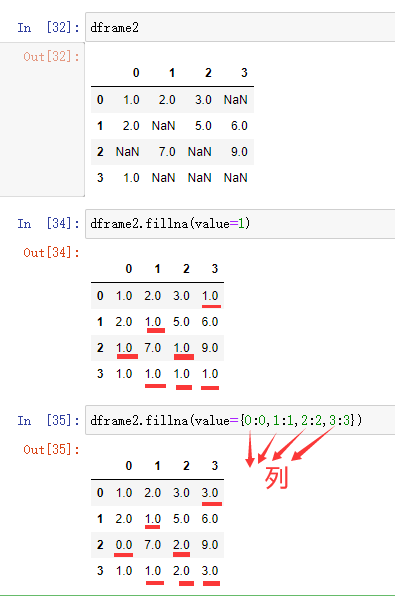 In [32]: dframe2
Out[32]:
0 1 2 3
0 1.0 2.0 3.0 NaN
1 2.0 NaN 5.0 6.0
2 NaN 7.0 NaN 9.0
3 1.0 NaN NaN NaN
In [34]: dframe2.fillna(value=1)
Out[34]:
0 1 2 3
0 1.0 2.0 3.0 1.0
1 2.0 1.0 5.0 6.0
2 1.0 7.0 1.0 9.0
3 1.0 1.0 1.0 1.0
In [35]: dframe2.fillna(value={0:0,1:1,2:2,3:3})
Out[35]:
列
0 1 2 3
0 1.0 2.0 3.0 3.0
1 2.0 1.0 5.0 6.0
2 0.0 7.0 2.0 9.0
3 1.0 1.0 2.0 3.0